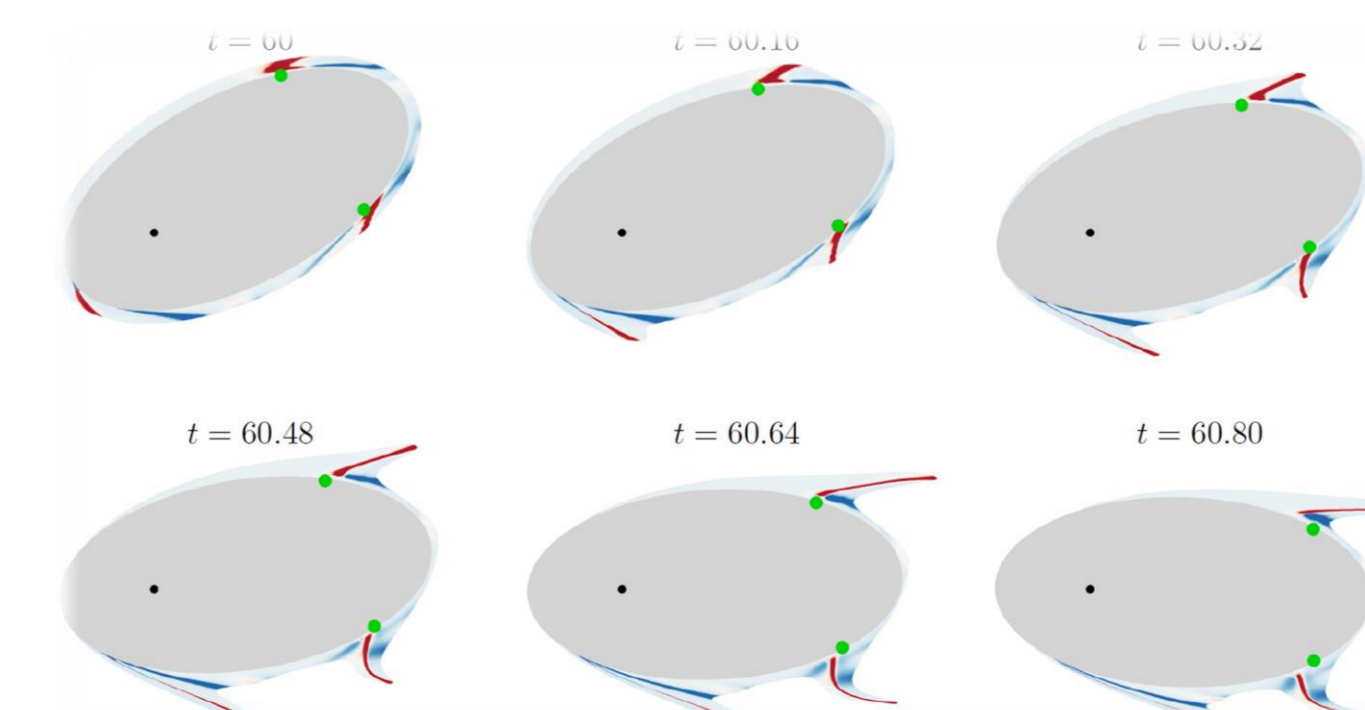 t = 60
t = 60.16
t = 60.32
t = 60.48
t = 60.64
t = 60.80